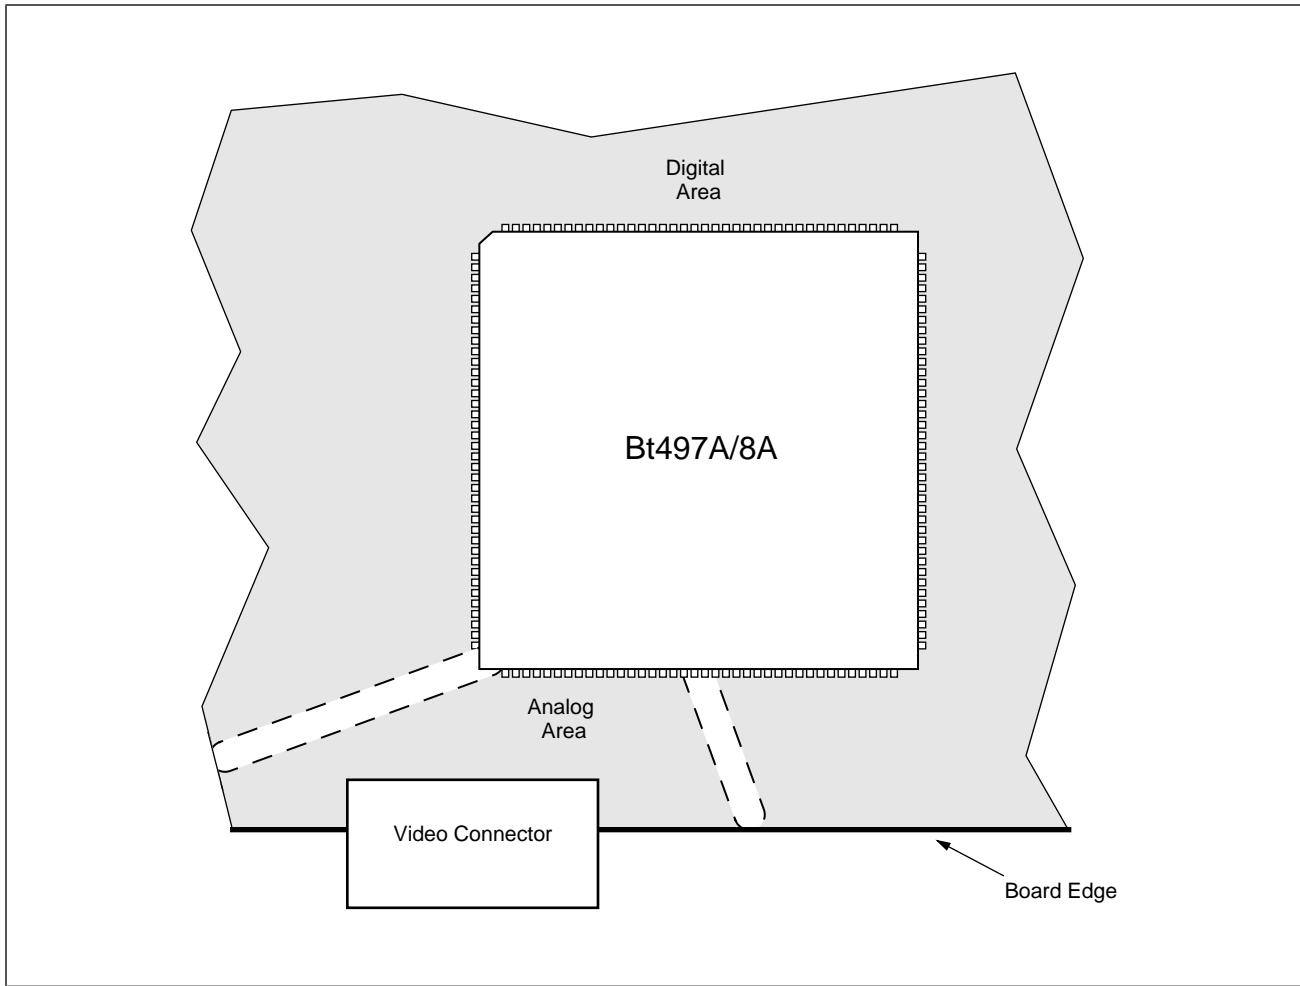 Digital
Area
Bt497A/8A
Analog
Area
Video Connector
Board Edge